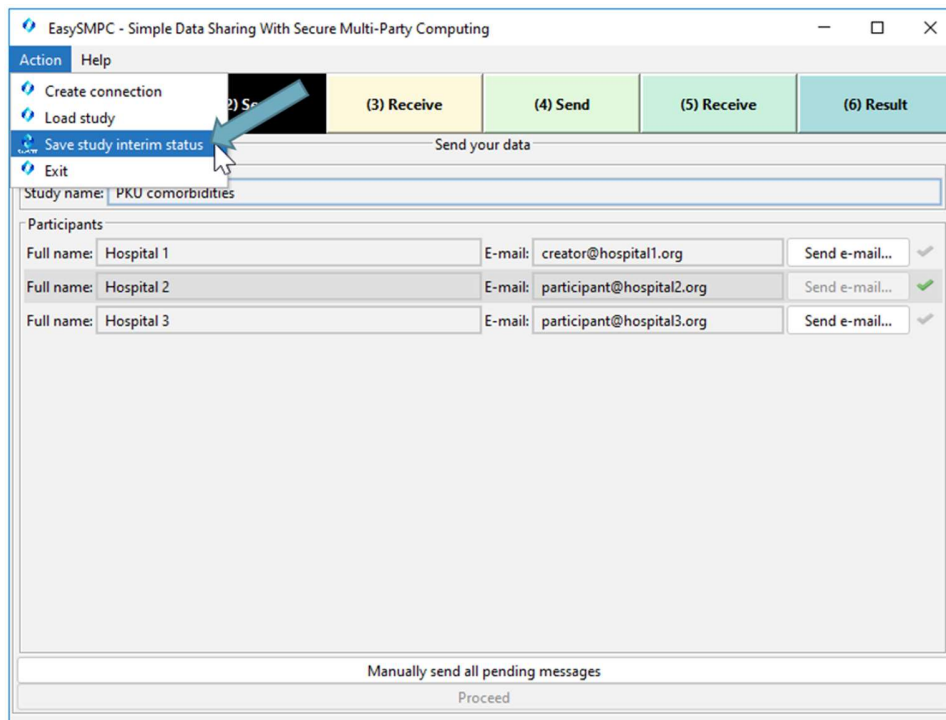 EasySMPC - Simple Data Sharing With Secure Multi-Party Computing
Action Help
Create connection
Load study
Save study interim status
Exit
(3) Receive (4) Send (5) Receive (6) Result
Send your data
Study name: PKU comorbidities
Participants
Full name: Hospital 1 E-mail: creator@hospital1.org Send e-mail...
Full name: Hospital 2 E-mail: participant@hospital2.org Send e-mail...
Full name: Hospital 3 E-mail: participant@hospital3.org Send e-mail...
Manually send all pending messages
Proceed